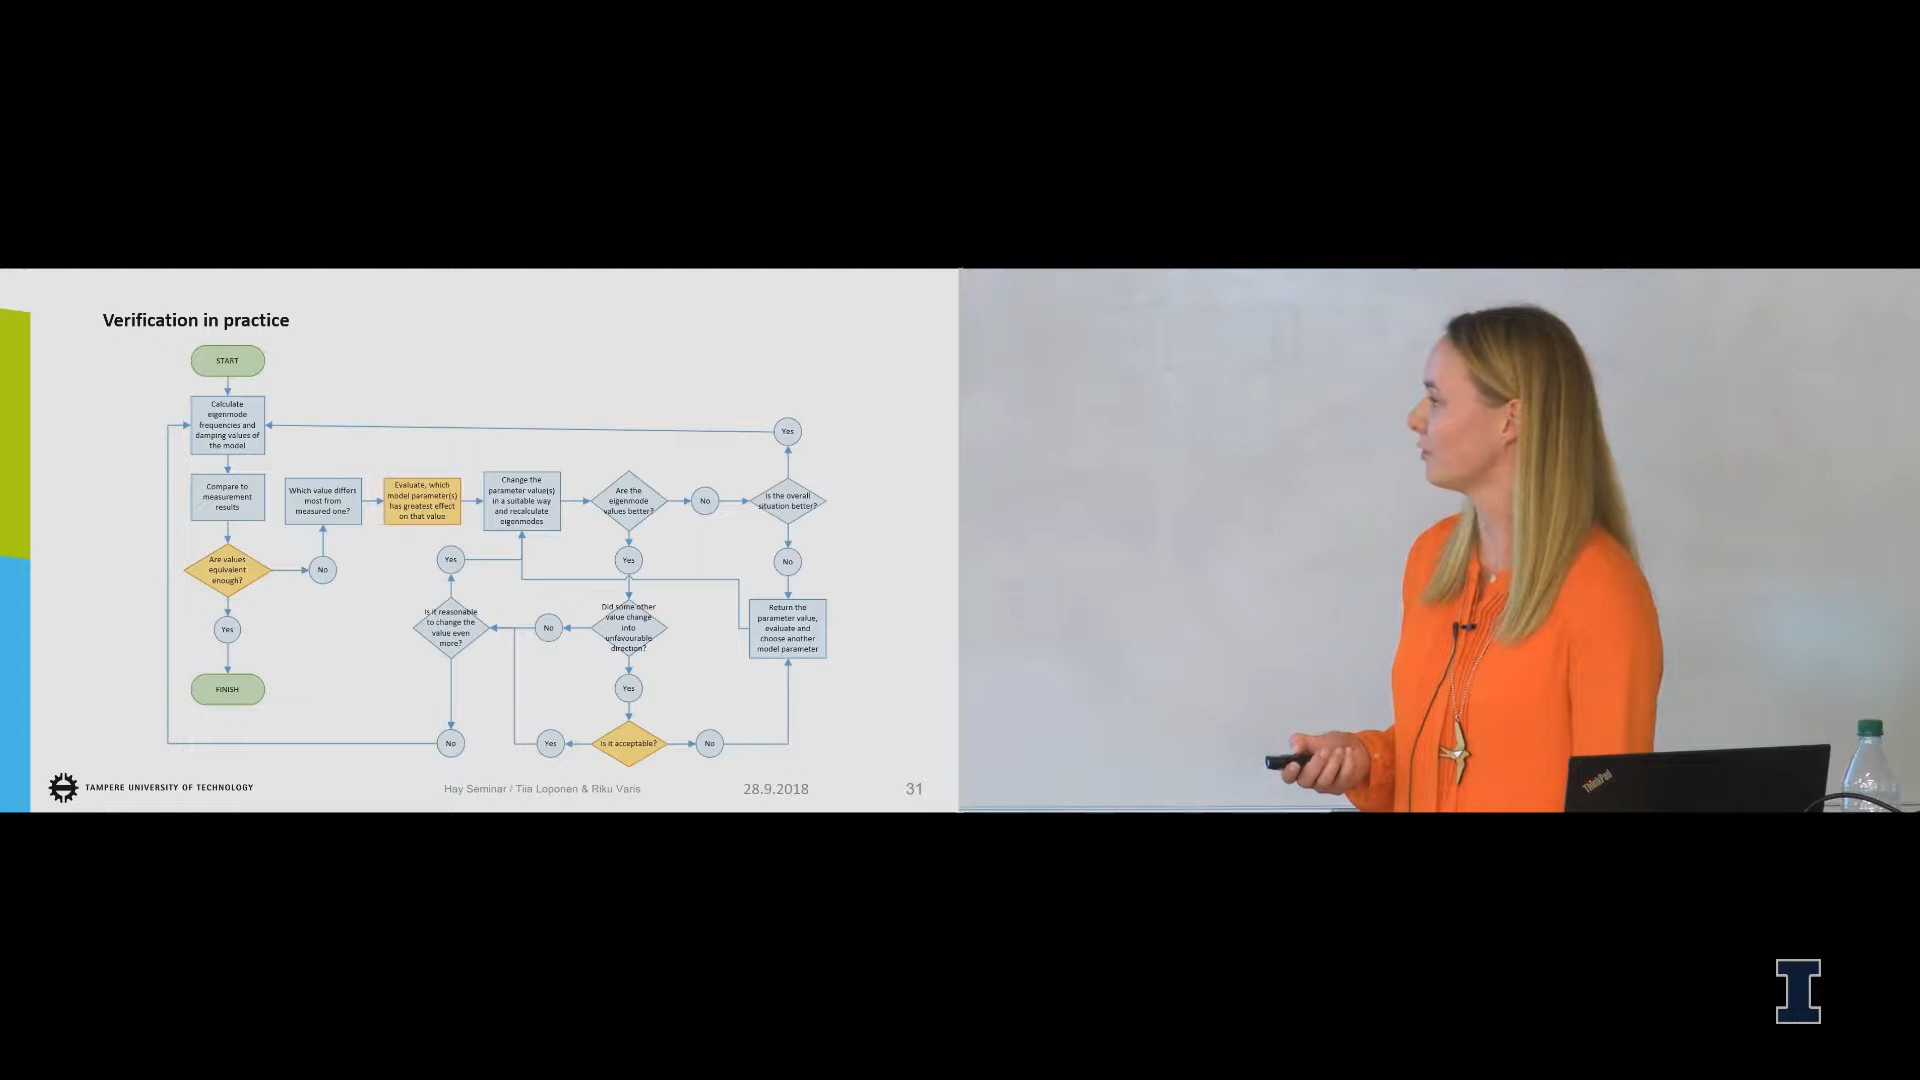 Verification in practice
START
Calculate
eigenmode
frequencies and
damping values of
the model
Compare to
measurement
results
Are values
equivalent
enough?
No
Yes
FINISH
Which value differs
most from
measured one?
Evaluate, which
model parameter(s)
has greatest effect
on that value
Change the
parameter value(s)
in a suitable way
and recalculate
eigenmodes
Are the
eigenmode
values better?
No
Is the overall
situation better?
Yes
No
Return the
parameter value,
evaluate and
choose another
model parameter
Yes
Did some other
value change
into
unfavourable
direction?
No
Is it reasonable
to change the
value even
more?
Yes
No
Yes
Is it acceptable?
Yes
No
TAMPERE UNIVERSITY OF TECHNOLOGY
Hay Seminar / Tiia Loponen & Riku Varis
28.9.2018
31
ThinkPad
I